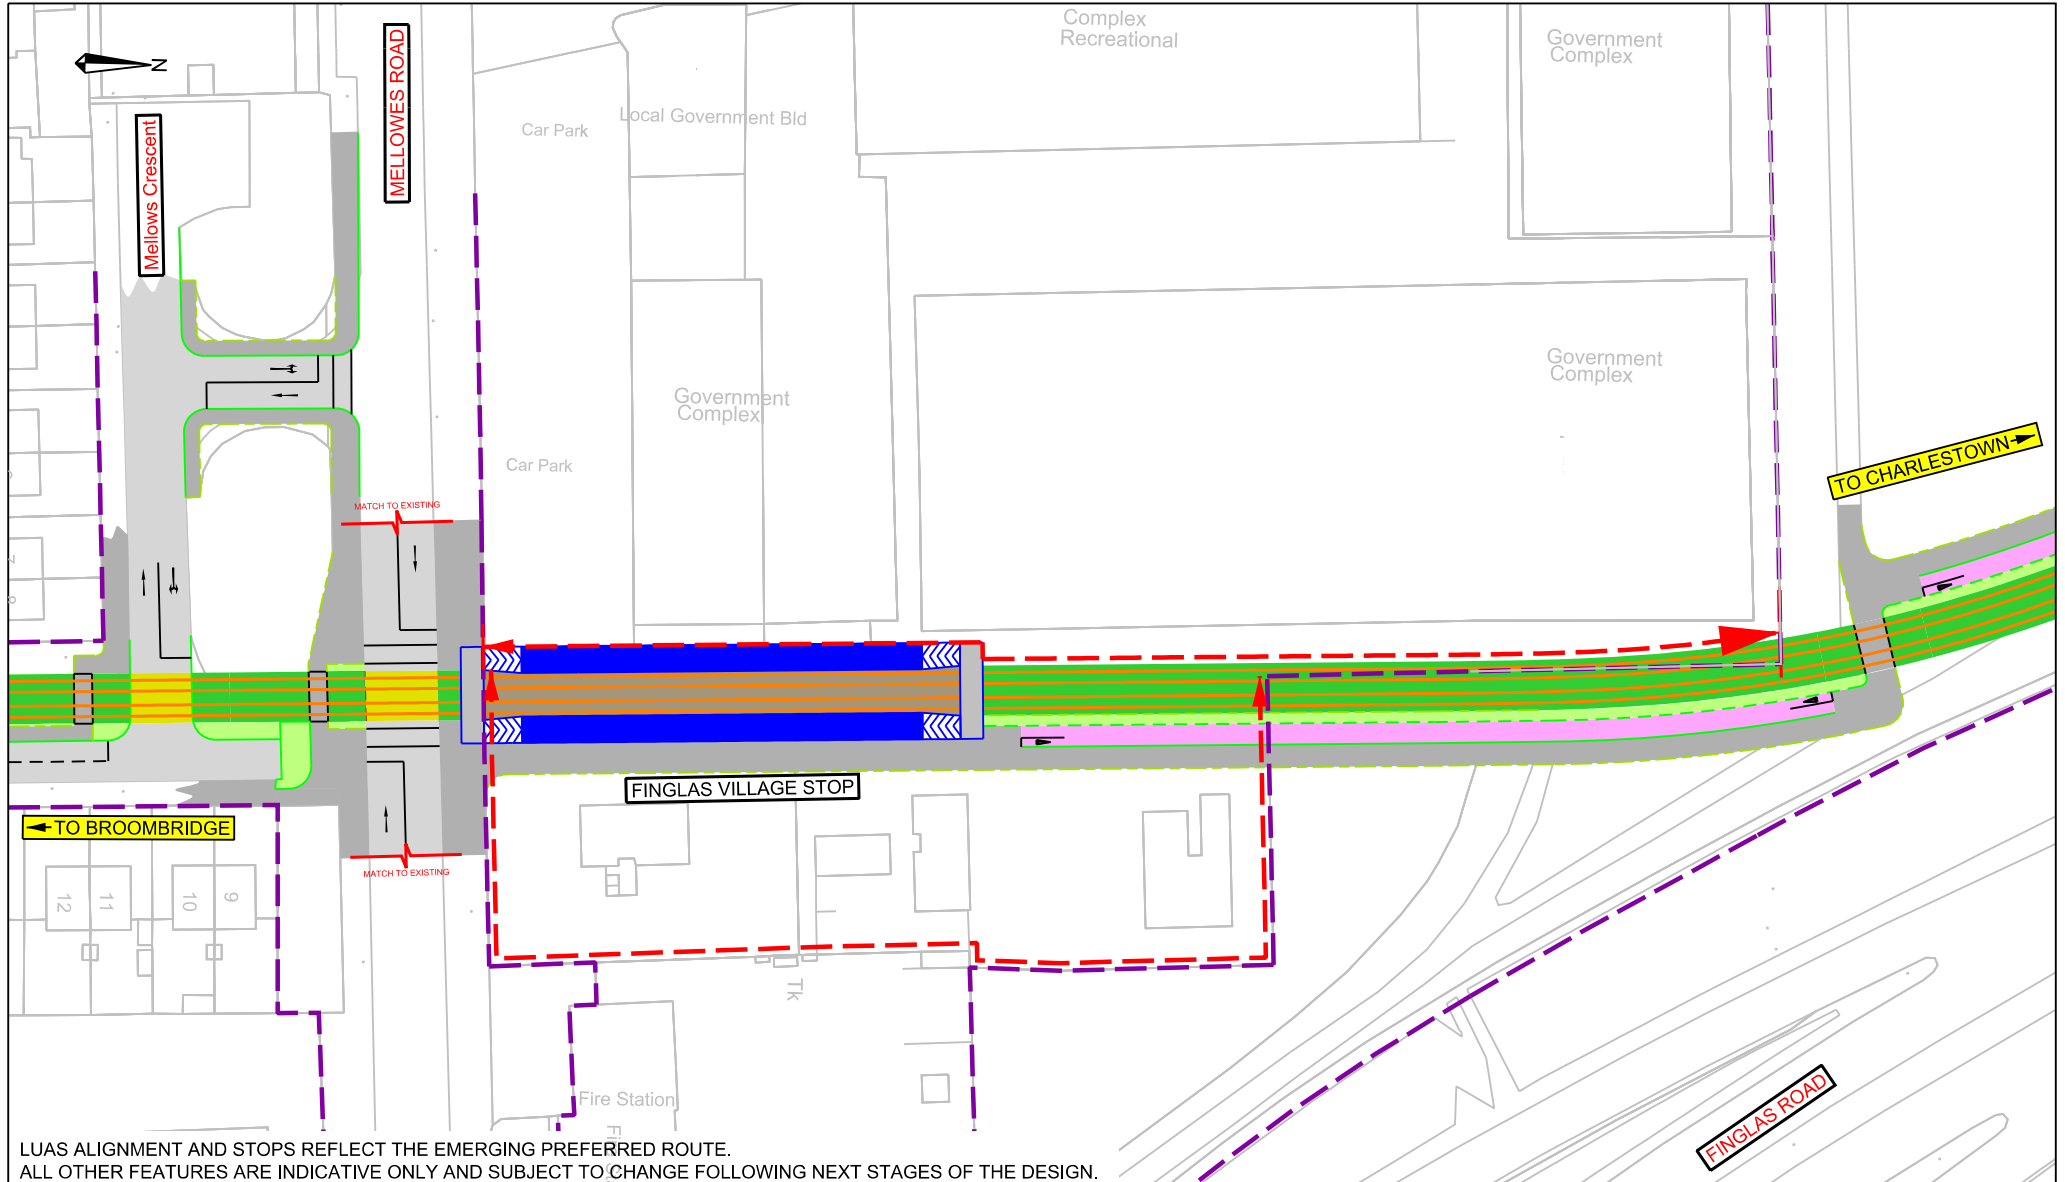 N
MELLOWES ROAD
Mellows Crescent
Complex
Recreational
Government
Complex
Local Government Bld
Car Park
Government
Complex
Government
Complex
Car Park
MATCH TO EXISTING
TO CHARLESTOWN
FINGLAS VILLAGE STOP
TO BROOMBRIDGE
MATCH TO EXISTING
12
11
10
9
Tk
Fire Station
FINGLAS ROAD
LUAS ALIGNMENT AND STOPS REFLECT THE EMERGING PREFERRED ROUTE.
ALL OTHER FEATURES ARE INDICATIVE ONLY AND SUBJECT TO CHANGE FOLLOWING NEXT STAGES OF THE DESIGN.